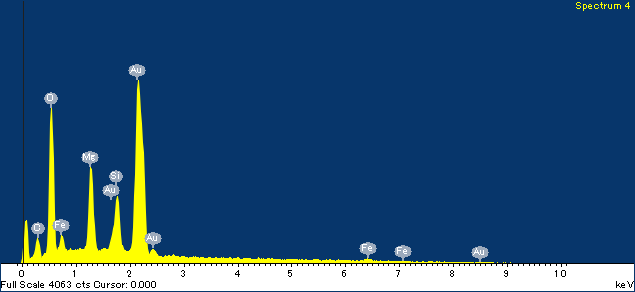 Spectrum 4
Au
O
Mg
Si
Au
Fe
C
Au
Fe
Fe
Au
0 1 2 3 4 5 6 7 8 9 10
Full Scale 4063 cts Cursor: 0.000 keV